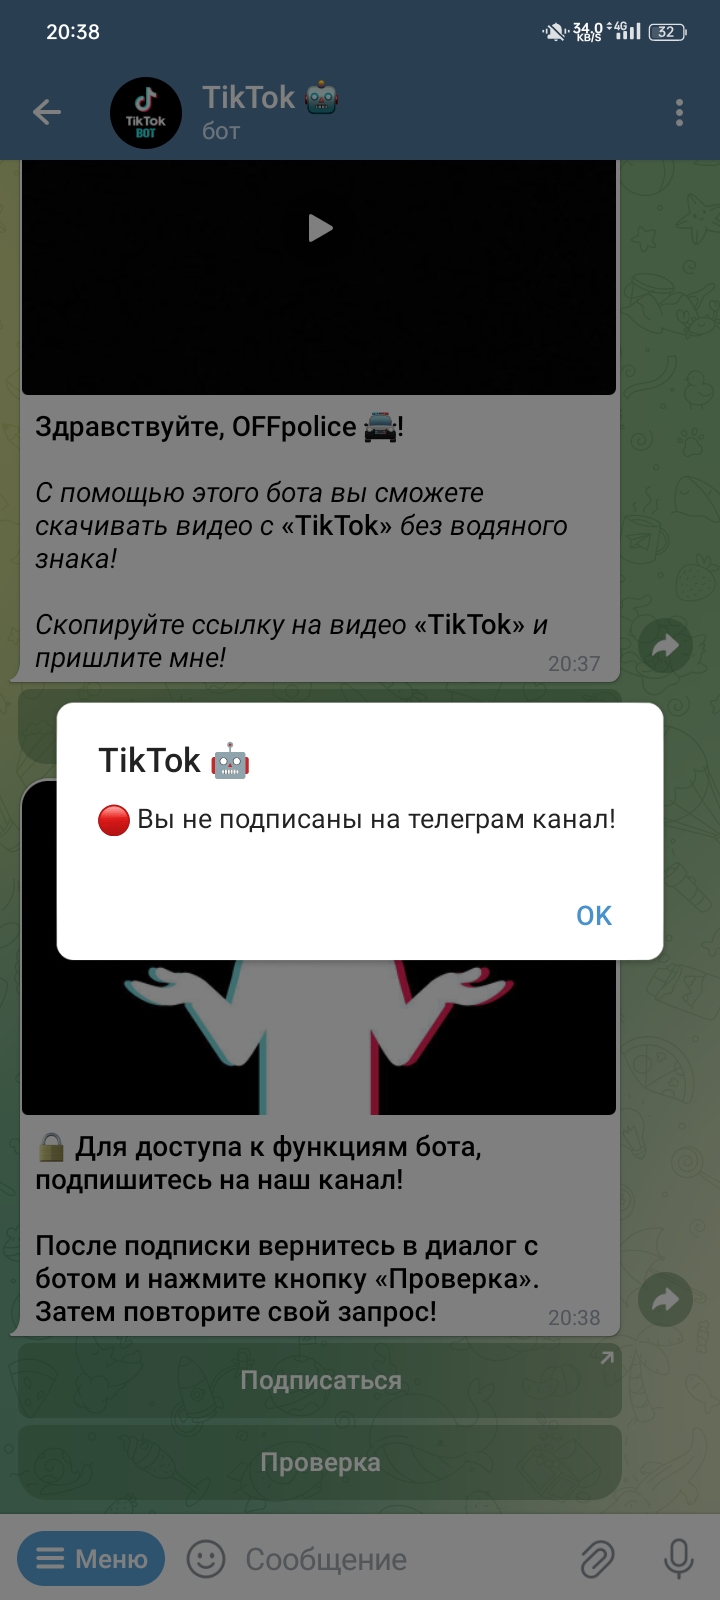 20:38
34,0
KB/S
4G
32
TikTok
BOT
TikTok 🤖
бот
Здравствуйте, OFFpolice 🚔!
С помощью этого бота вы сможете
скачивать видео с «TikTok» без водяного
знака!
Скопируйте ссылку на видео «TikTok» и
пришлите мне!
20:37
TikTok 🤖
🔴 Вы не подписаны на телеграм канал!
OK
🔒 Для доступа к функциям бота,
подпишитесь на наш канал!
После подписки вернитесь в диалог с
ботом и нажмите кнопку «Проверка».
Затем повторите свой запрос!
20:38
Подписаться
Проверка
Меню
Сообщение